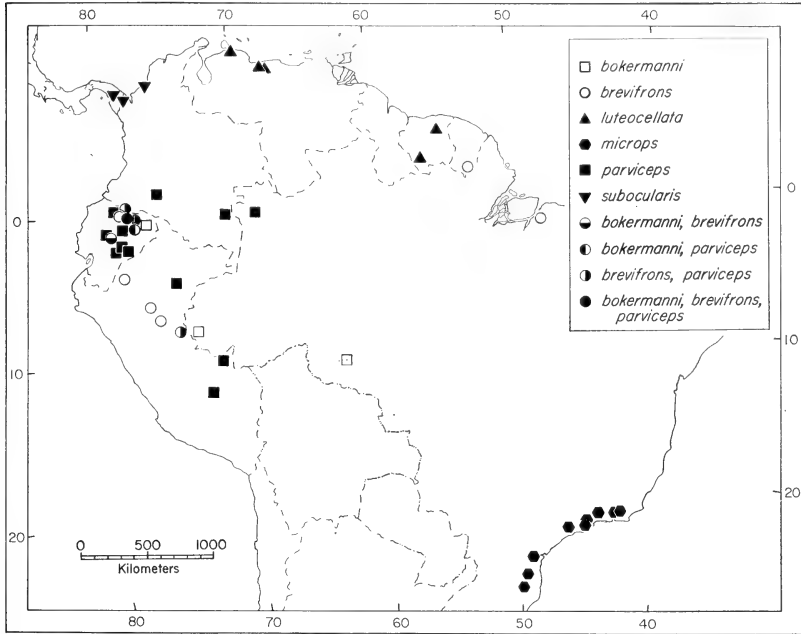 80 70 60 50 40
bokermanni
brevifrons
luteocellata
microps
parviceps
subocularis
bokermanni, brevifrons
bokermanni, parviceps
brevifrons, parviceps
bokermanni, brevifrons,
parviceps
0 0
10 10
20 20
0 500 1000
Kilometers
80 70 60 50 40